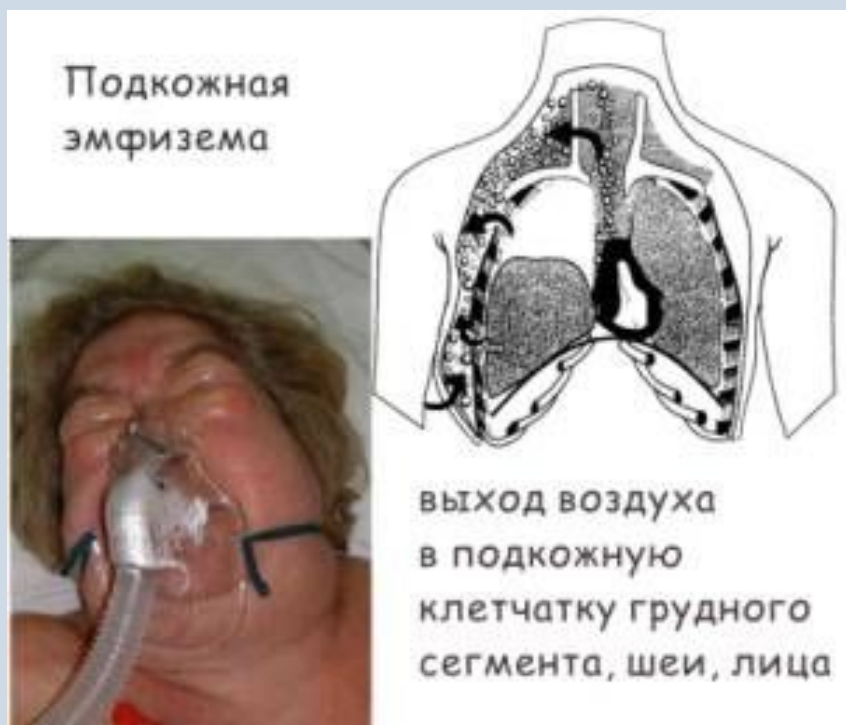 Подкожная
эмфизема
выход воздуха
в подкожную
клетчатку грудного
сегмента, шеи, лица